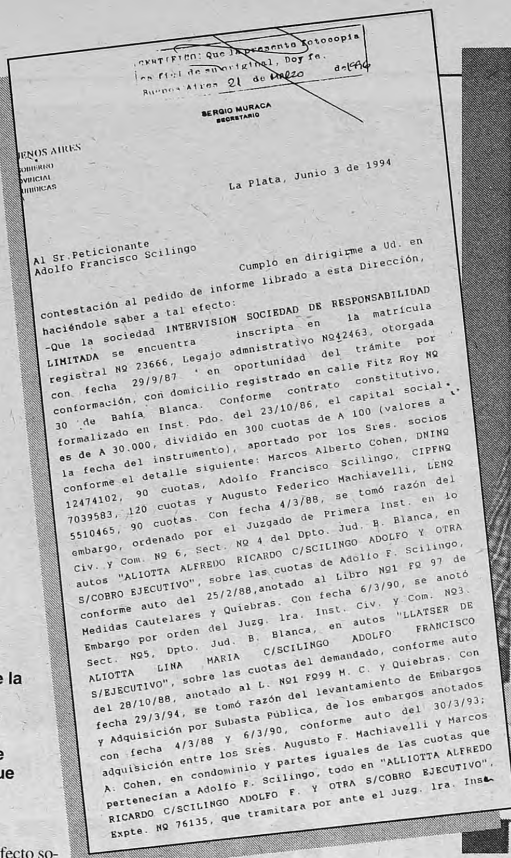 CERTIFICO: Que la presente fotocopia
es fiel de su original, Doy fe.
Buenos Aires 21 de Marzo de 1994
SERGIO MURACA
SECRETARIO
ENOS AIRES
GOBIERNO
OVINCIAL
JURIDICAS
La Plata, Junio 3 de 1994
Al Sr.Peticionante
Adolfo Francisco Scilingo
Cumplo en dirigirme a Ud. en
contestación al pedido de informe librado a esta Dirección,
haciéndole saber a tal efecto:
-Que la sociedad INTERVISION SOCIEDAD DE RESPONSABILIDAD
LIMITADA se encuentra inscripta en la matrícula
registral Nº 23666, Legajo admnistrativo Nº42463, otorgada
con fecha 29/9/87 en oportunidad del trámite por
conformación, con domicilio registrado en calle Fitz Roy Nº
30 de Bahía Blanca. Conforme contrato constitutivo,
formalizado en Inst. Pdo. del 23/10/86, el capital social
es de A 30.000, dividido en 300 cuotas de A 100 (valores a
la fecha del instrumento), aportado por los Sres. socios
conforme el detalle siguiente: Marcos Alberto Cohen, DNINº
12474102, 90 cuotas, Adolfo Francisco Scilingo, CIPFNº
7039583, 120 cuotas y Augusto Federico Machiavelli, LENº
5510465, 90 cuotas. Con fecha 4/3/88, se tomó razón del
embargo, ordenado por el Juzgado de Primera Inst. en lo
Civ. y Com. Nº 6, Sect. Nº 4 del Dpto. Jud. B. Blanca, en
autos "ALIOTTA ALFREDO RICARDO C/SCILINGO ADOLFO Y OTRA
S/COBRO EJECUTIVO", sobre las cuotas de Adolfo F. Scilingo,
conforme auto del 25/2/88,anotado al Libro Nº1 Fº 97 de
Medidas Cautelares y Quiebras. Con fecha 6/3/90, se anotó
Embargo por orden del Juzg. 1ra. Inst. Civ. y Com. Nº3.
Sect. Nº5, Dpto. Jud. B. Blanca, en autos "LLATSER DE
ALIOTTA LINA MARIA C/SCILINGO ADOLFO FRANCISCO
S/EJECUTIVO", sobre las cuotas del demandado, conforme auto
del 28/10/88, anotado al L. Nº1 Fº99 M. C. y Quiebras. Con
fecha 29/3/94, se tomó razón del levantamiento de Embargos
y Adquisición por Subasta Pública, de los embargos anotados
con fecha 4/3/88 y 6/3/90, conforme auto del 30/3/93;
adquisición entre los Sres. Augusto F. Machiavelli y Marcos
A. Cohen, en condominio y partes iguales de las cuotas que
pertenecían a Adolfo F. Scilingo, todo en "ALLIOTTA ALFREDO
RICARDO C/SCILINGO ADOLFO F. Y OTRA S/COBRO EJECUTIVO",
Expte. Nº 76135, que tramitara por ante el Juzg. 1ra. Inst.
e la
e
ue
fecto so-